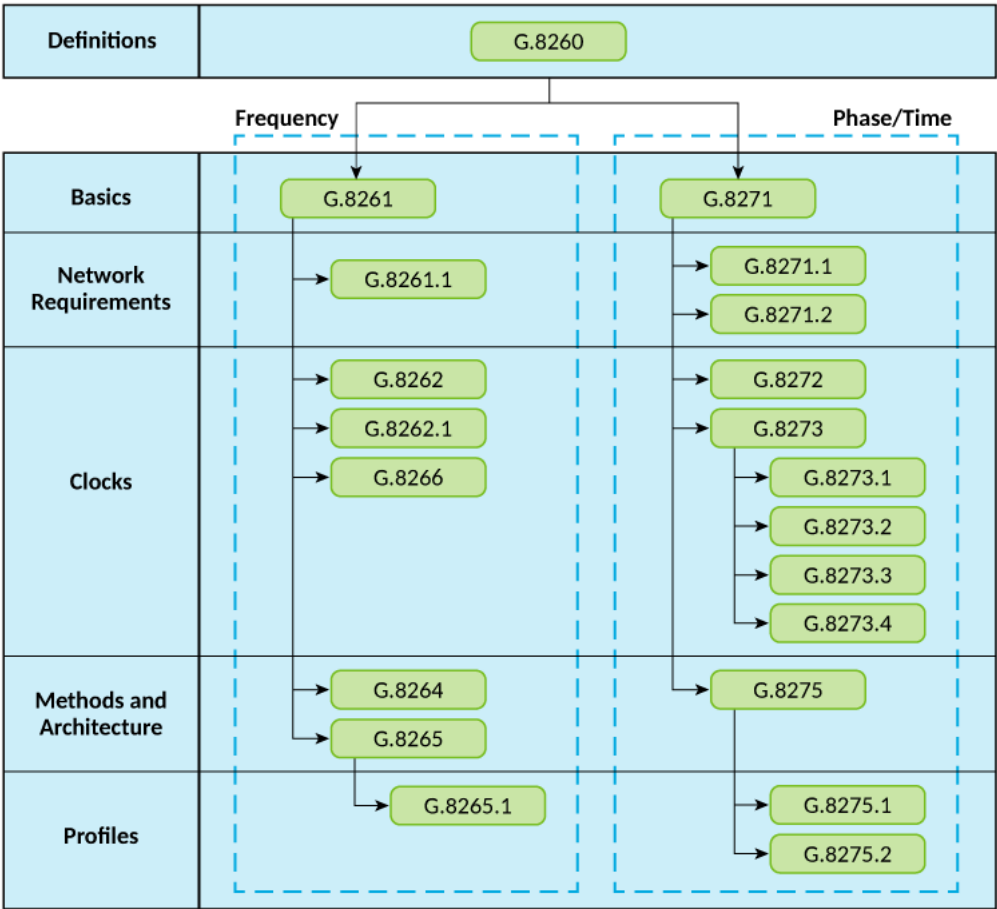 Definitions
G.8260
Frequency
Phase/Time
Basics
G.8261
G.8271
Network
Requirements
G.8261.1
G.8271.1
G.8271.2
Clocks
G.8262
G.8262.1
G.8266
G.8272
G.8273
G.8273.1
G.8273.2
G.8273.3
G.8273.4
Methods and
Architecture
G.8264
G.8265
G.8275
Profiles
G.8265.1
G.8275.1
G.8275.2